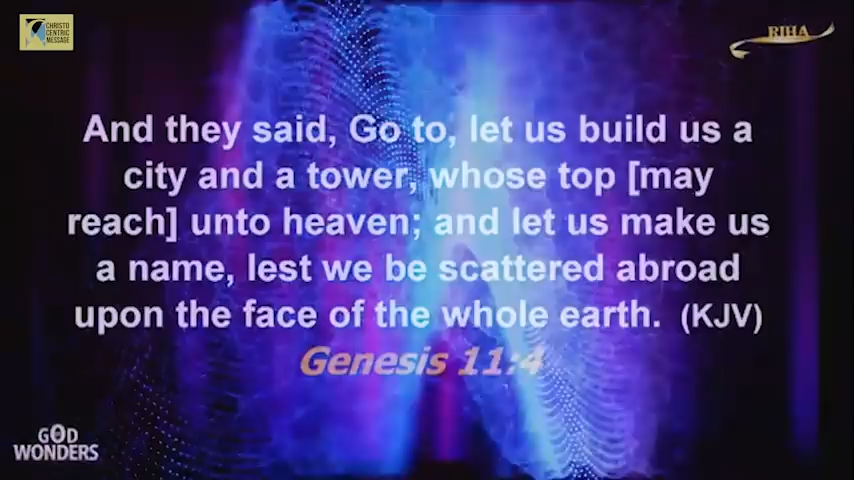 CHRISTO
CENTRIC
MESSAGE
RIHA
And they said, Go to, let us build us a
city and a tower, whose top [may
reach] unto heaven; and let us make us
a name, lest we be scattered abroad
upon the face of the whole earth. (KJV)
Genesis 11:4
GOD
WONDERS